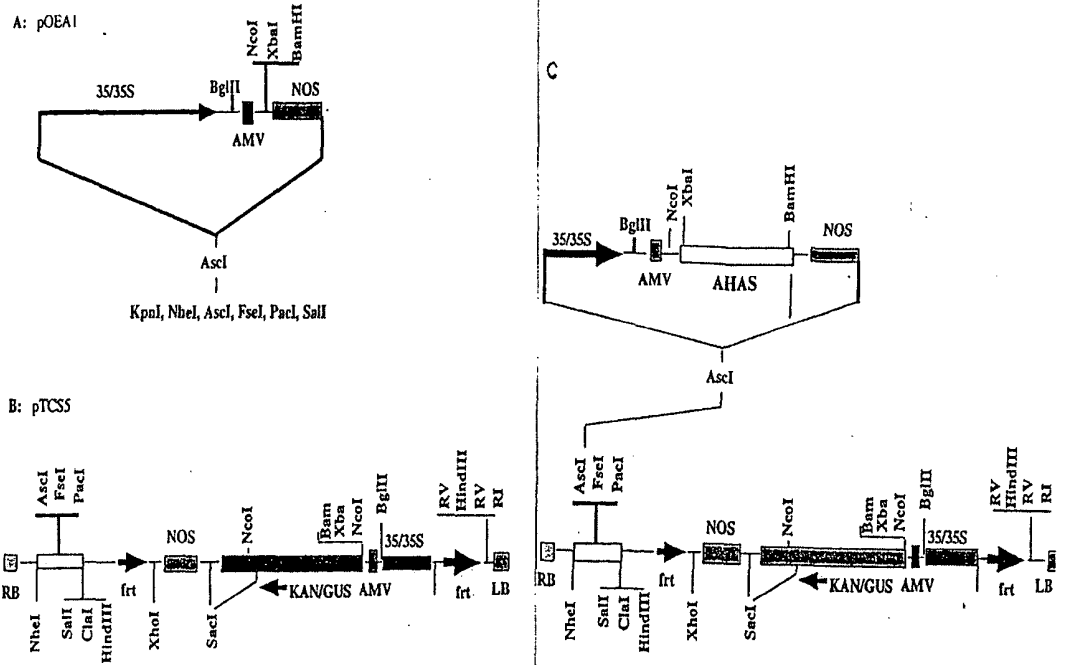 A: pOEA1
NcoI
XbaI
BamHI
35/35S
BglII
NOS
AMV
AscI
KpnI, NheI, AscI, FseI, PacI, SalI
B: pTCS5
AscI
FseI
PacI
NOS
NcoI
Bam
Xba
NcoI
BglII
35/35S
RV
HindIII
RV
RI
RB
frt
KAN/GUS
AMV
frt
LB
NheI
SalI
ClaI
HindIII
XhoI
SacI
C
NcoI
XbaI
BamHI
BglII
35/35S
NOS
AMV
AHAS
AscI
AscI
FseI
PacI
NOS
NcoI
Bam
Xba
NcoI
BglII
35/35S
RV
HindIII
RV
RI
RB
frt
KAN/GUS
AMV
frt
LB
NheI
SalI
ClaI
HindIII
XhoI
SacI